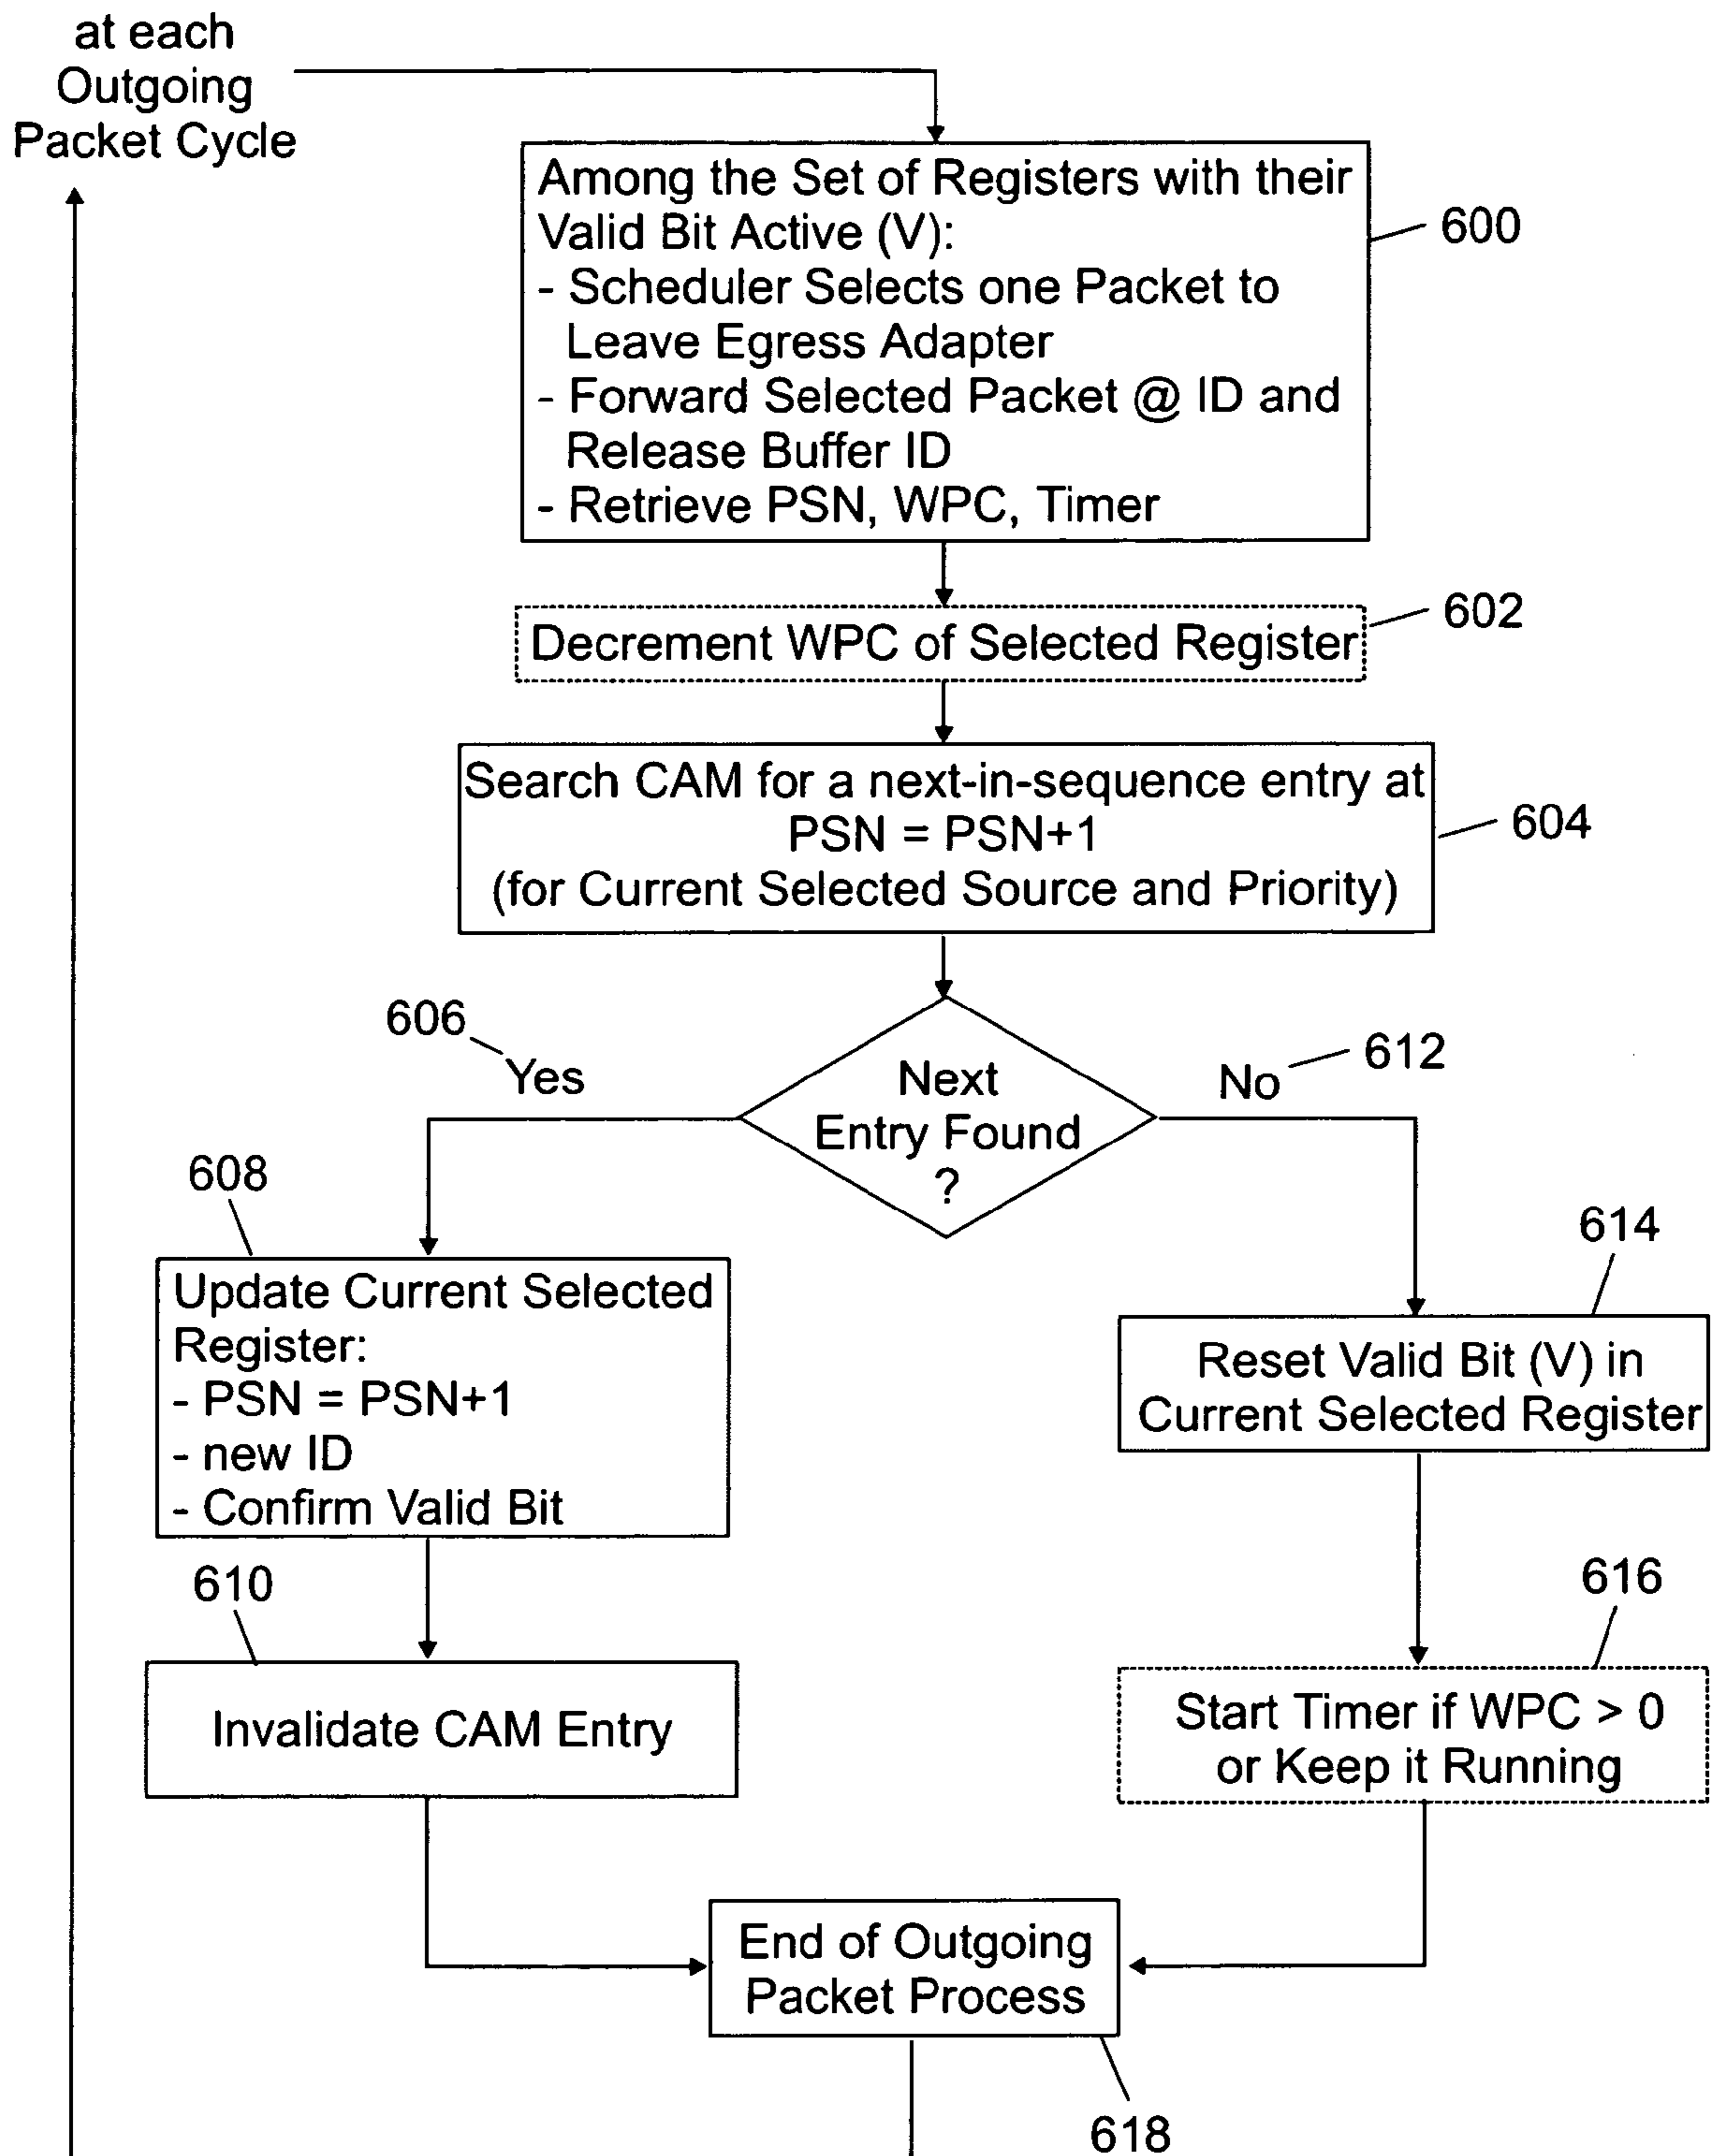 at each
Outgoing
Packet Cycle
Among the Set of Registers with their
Valid Bit Active (V):
- Scheduler Selects one Packet to
Leave Egress Adapter
- Forward Selected Packet @ ID and
Release Buffer ID
- Retrieve PSN, WPC, Timer
600
Decrement WPC of Selected Register
602
Search CAM for a next-in-sequence entry at
PSN = PSN+1
(for Current Selected Source and Priority)
604
606
Yes
Next
Entry Found
?
No
612
608
Update Current Selected
Register:
- PSN = PSN+1
- new ID
- Confirm Valid Bit
614
Reset Valid Bit (V) in
Current Selected Register
610
Invalidate CAM Entry
616
Start Timer if WPC > 0
or Keep it Running
End of Outgoing
Packet Process
618